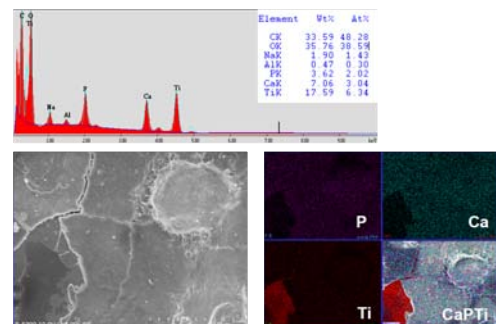 Element Wt% At%
CK 33.59 48.28
OK 35.76 38.59
NaK 1.90 1.43
AlK 0.47 0.30
PK 3.62 2.02
CaK 7.06 3.04
TiK 17.59 6.34
C O
Ti
Na
Al
P
Ca
Ti
P
Ca
Ti
CaPTi